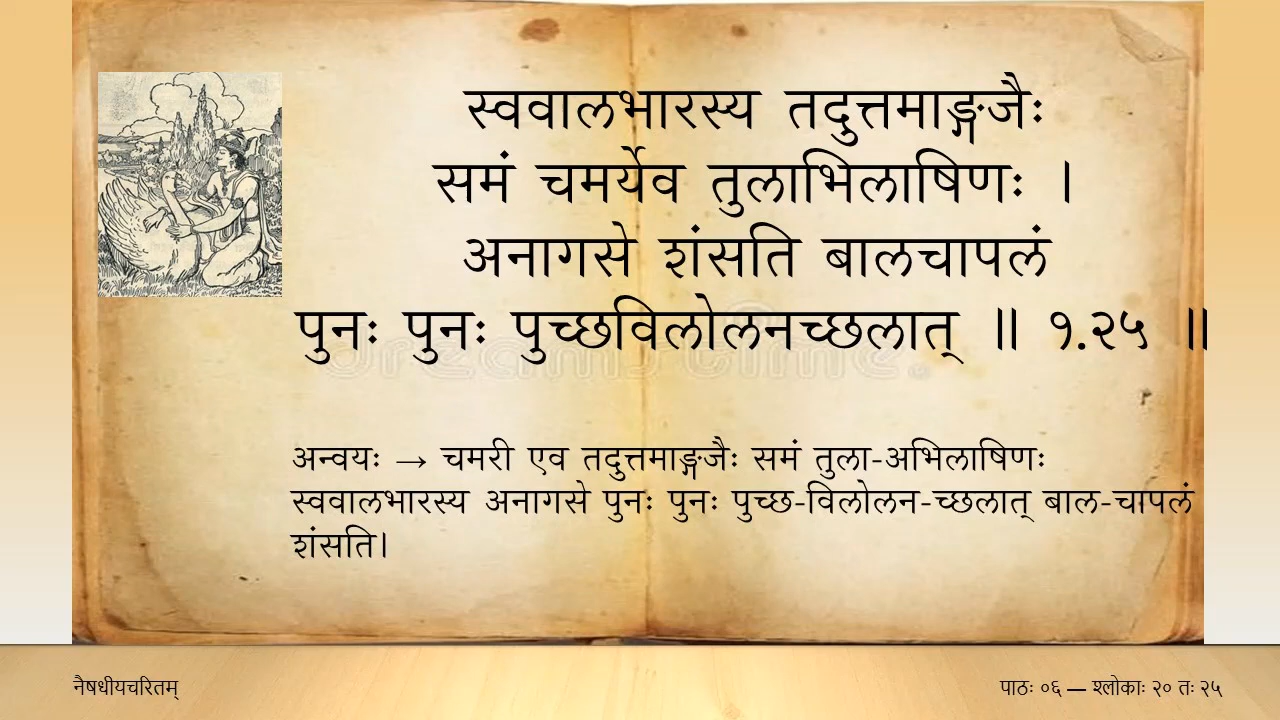 स्ववालभारस्य तदुत्तमाङ्गजैः
समं चमर्येव तुलाभिलाषिणः ।
अनागसे शंसति बालचापलं
पुनः पुनः पुच्छविलोलनच्छलात् ॥ १.२५ ॥
dreamstime.
अन्वयः → चमरी एव तदुत्तमाङ्गजैः समं तुला-अभिलाषिणः
स्ववालभारस्य अनागसे पुनः पुनः पुच्छ-विलोलन-च्छलात् बाल-चापलं
शंसति।
नैषधीयचरितम्
पाठः ०६ — श्लोकाः २० तः २५